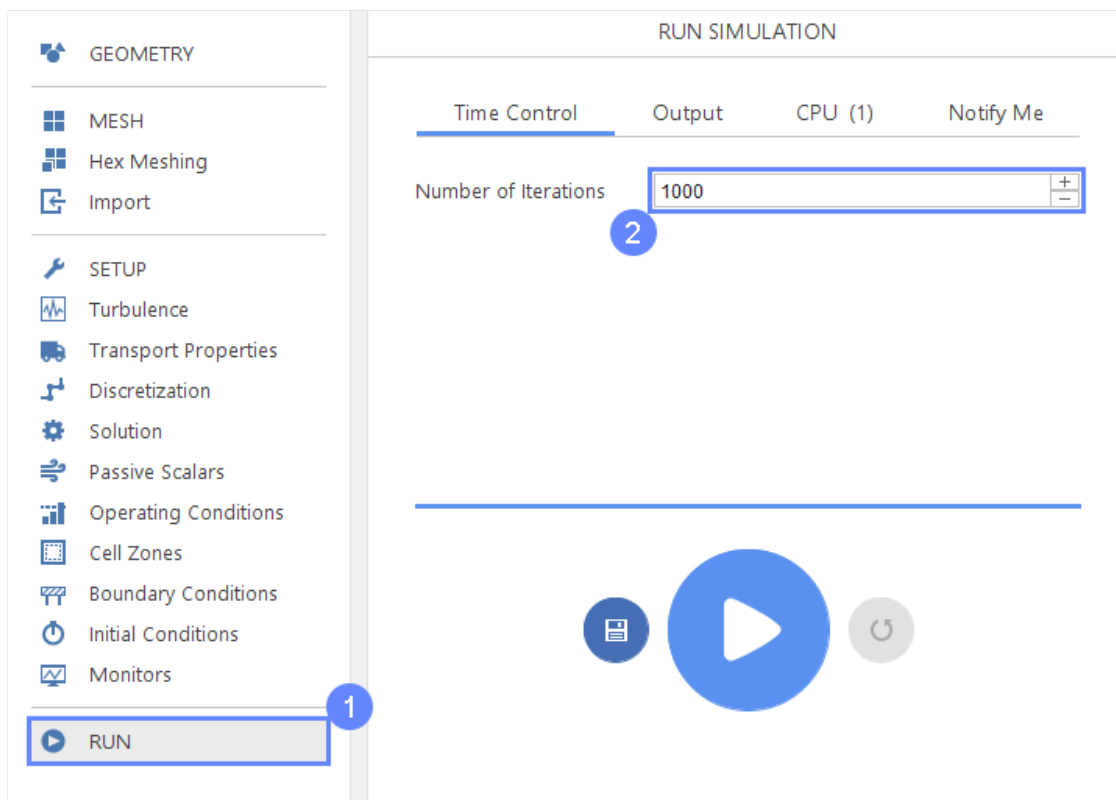 GEOMETRY
MESH
Hex Meshing
Import
SETUP
Turbulence
Transport Properties
Discretization
Solution
Passive Scalars
Operating Conditions
Cell Zones
Boundary Conditions
Initial Conditions
Monitors
1
RUN
RUN SIMULATION
Time Control Output CPU (1) Notify Me
Number of Iterations 1000 + −
2